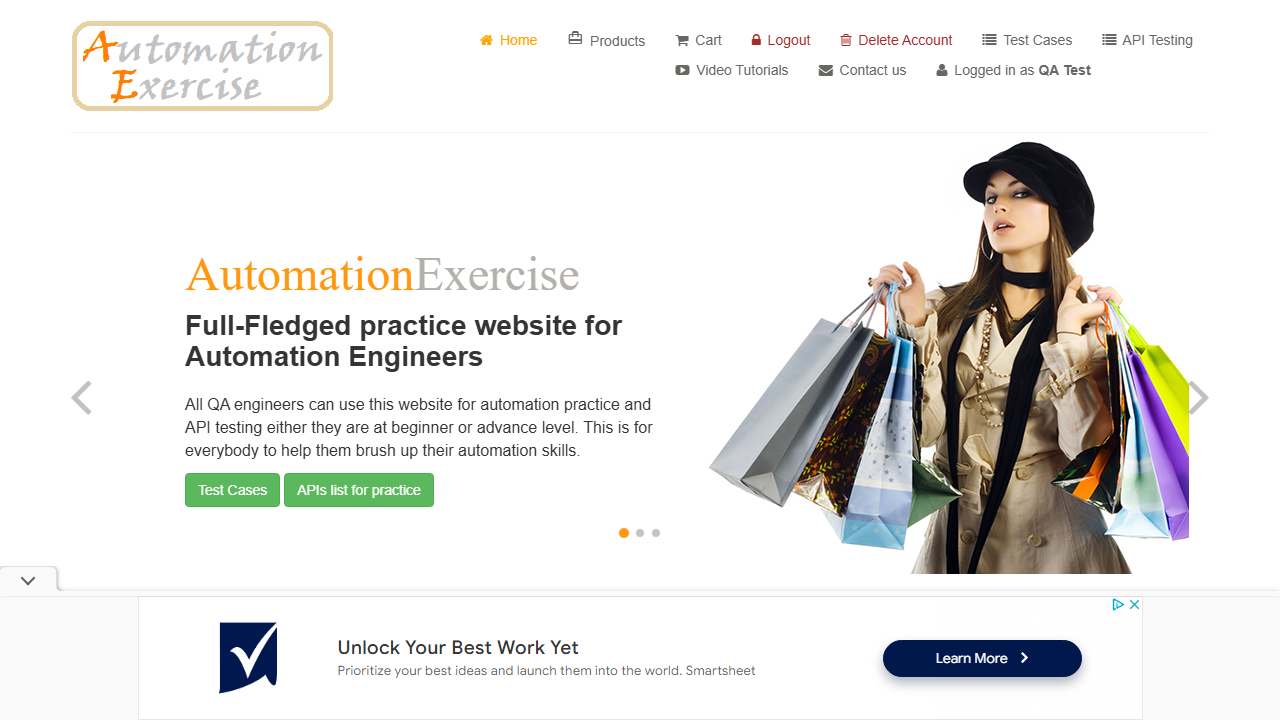 Automation
Exercise
Home
Products
Cart
Logout
Delete Account
Test Cases
API Testing
Video Tutorials
Contact us
Logged in as QA Test
AutomationExercise
Full-Fledged practice website for
Automation Engineers
All QA engineers can use this website for automation practice and
API testing either they are at beginner or advance level. This is for
everybody to help them brush up their automation skills.
Test Cases
APIs list for practice
Unlock Your Best Work Yet
Prioritize your best ideas and launch them into the world. Smartsheet
Learn More